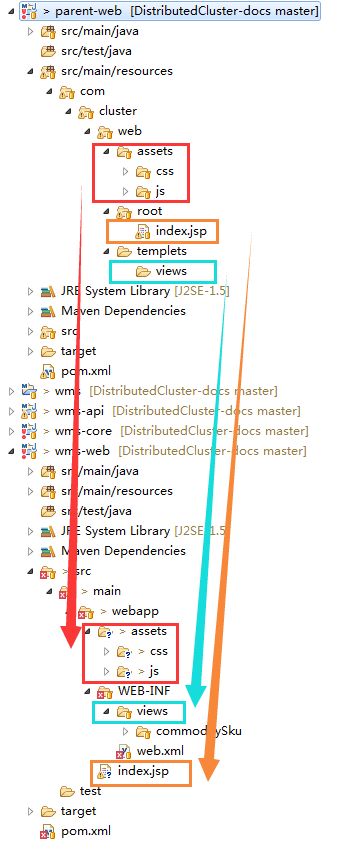 > parent-web [DistributedCluster-docs master]
src/main/java
src/test/java
src/main/resources
com
cluster
web
assets
css
js
root
index.jsp
templets
views
JRE System Library [J2SE-1.5]
Maven Dependencies
src
target
pom.xml
> wms [DistributedCluster-docs master]
> wms-api [DistributedCluster-docs master]
> wms-core [DistributedCluster-docs master]
> wms-web [DistributedCluster-docs master]
src/main/java
src/main/resources
src/test/java
JRE System Library [J2SE-1.5]
Maven Dependencies
> src
> main
> webapp
> assets
> css
> js
WEB-INF
views
commoditySku
web.xml
index.jsp
test
target
pom.xml